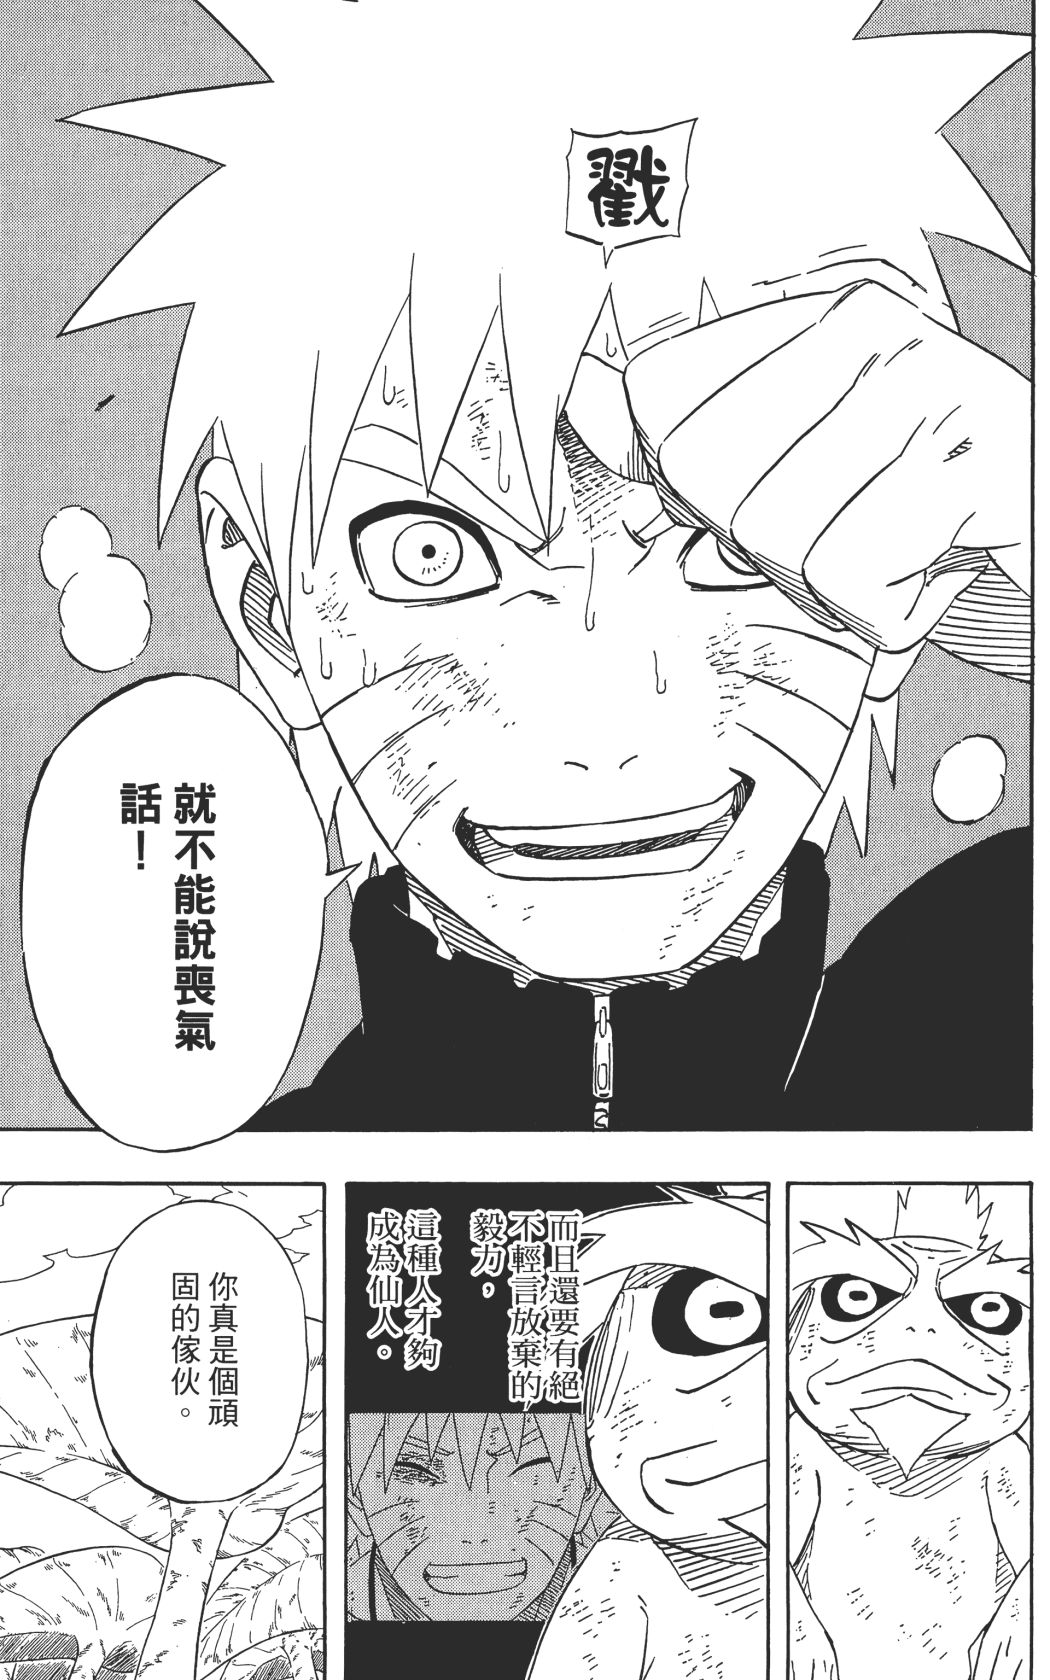 戳
就不能說喪氣
話！
而且還要有絕
不輕言放棄的
毅力，
這種人才夠
成為仙人。
你真是個頑
固的傢伙。